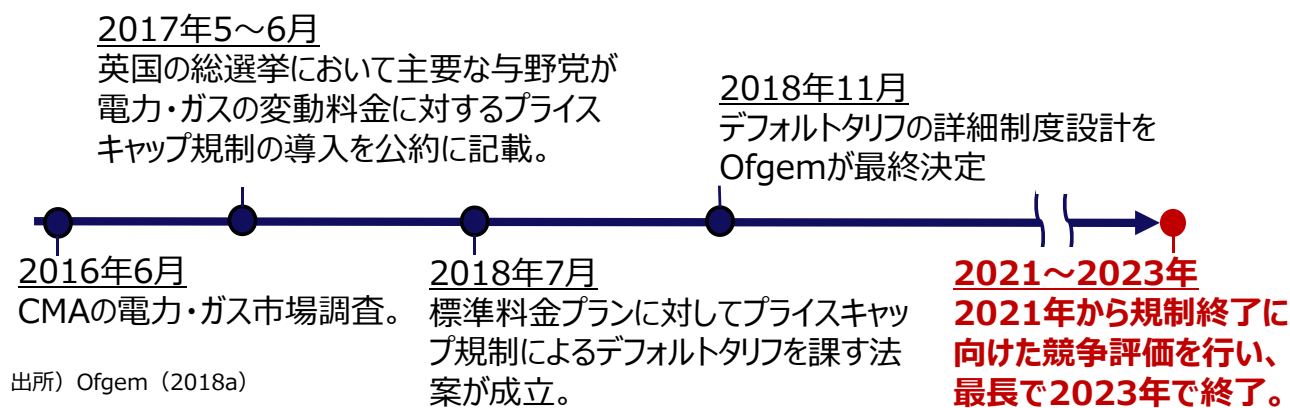 2017年5～6月
英国の総選挙において主要な与野党が
電力・ガスの変動料金に対するプライス
キャップ規制の導入を公約に記載。
2018年11月
デフォルトタリフの詳細制度設計を
Ofgemが最終決定
2016年6月
CMAの電力・ガス市場調査。
2018年7月
標準料金プランに対してプライスキャッ
プ規制によるデフォルトタリフを課す法
案が成立。
2021～2023年
2021年から規制終了に
向けた競争評価を行い、
最長で2023年で終了。
出所）Ofgem（2018a）